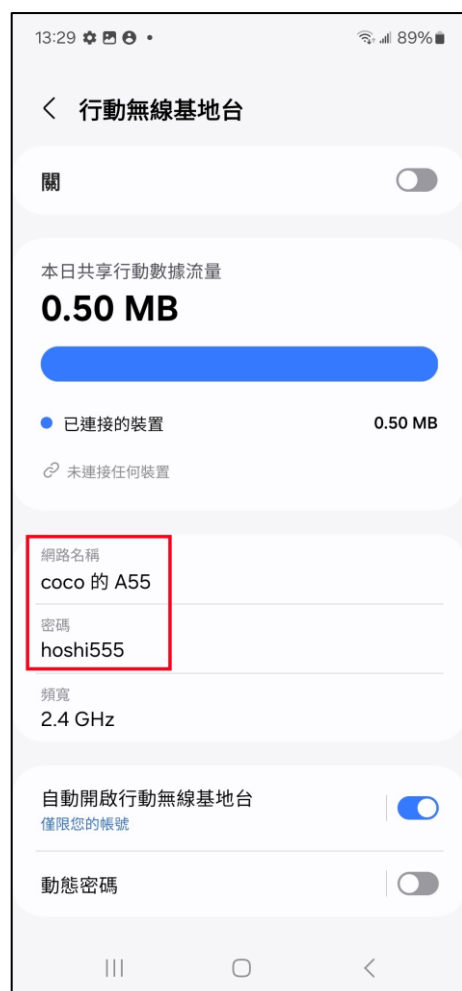 13:29
89%
行動無線基地台
關
本日共享行動數據流量
0.50 MB
已連接的裝置 0.50 MB
未連接任何裝置
網路名稱
coco 的 A55
密碼
hoshi555
頻寬
2.4 GHz
自動開啟行動無線基地台
僅限您的帳號
動態密碼